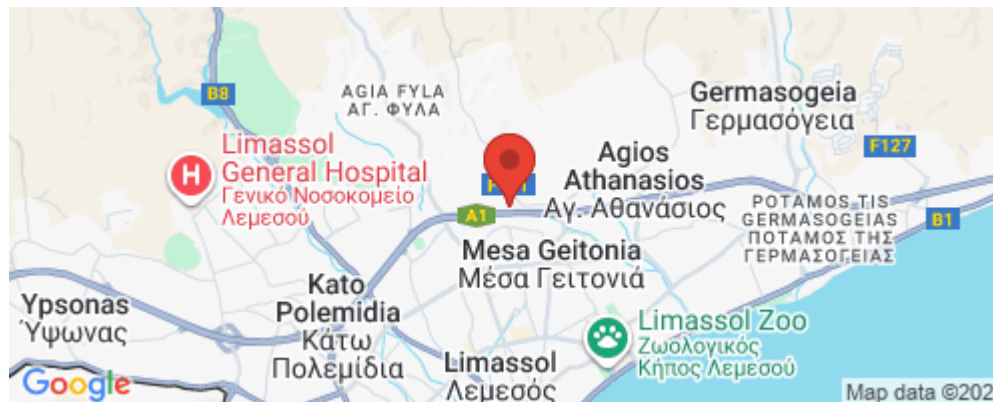 B8
AGIA FYLA
ΑΓ. ΦΥΛΑ
Germasogeia
Γερμασόγεια
F127
Limassol
General Hospital
Γενικό Νοσοκομείο
Λεμεσού
H
Agios
Athanasios
Αγ. Αθανάσιος
A1
POTAMOS TIS
GERMASOGEIAS
ΠΟΤΑΜΟΣ ΤΗΣ
ΓΕΡΜΑΣΟΓΕΙΑΣ
B1
Mesa Geitonia
Μέσα Γειτονιά
Kato
Polemidia
Κάτω
Πολεμίδια
Ypsonas
Ύψωνας
Limassol Zoo
Ζωολογικός
Κήπος Λεμεσού
Limassol
Λεμεσός
Google
Map data ©202